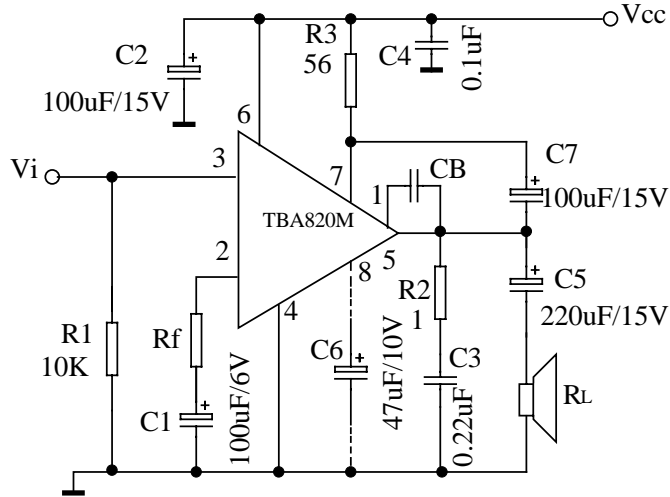 Vcc
C2
R3
56
C4
0.1uF
100uF/15V
6
Vi
3
7
1
CB
C7
TBA820M
100uF/15V
2
5
8
R2
1
C5
220uF/15V
4
R1
10K
Rf
C6
47uF/10V
C3
0.22uF
RL
C1
100uF/6V